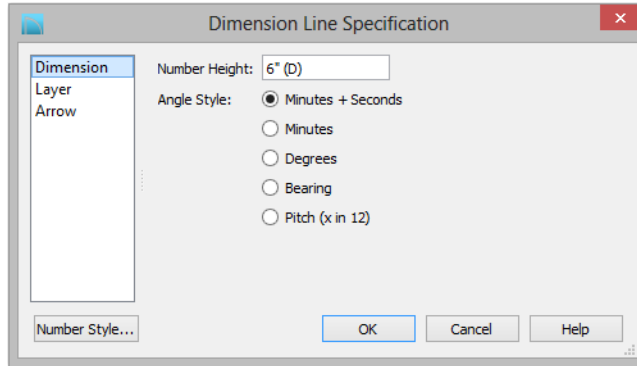 Dimension Line Specification
Dimension
Layer
Arrow
Number Height: 6" (D)
Angle Style: Minutes + Seconds
Minutes
Degrees
Bearing
Pitch (x in 12)
Number Style... OK Cancel Help